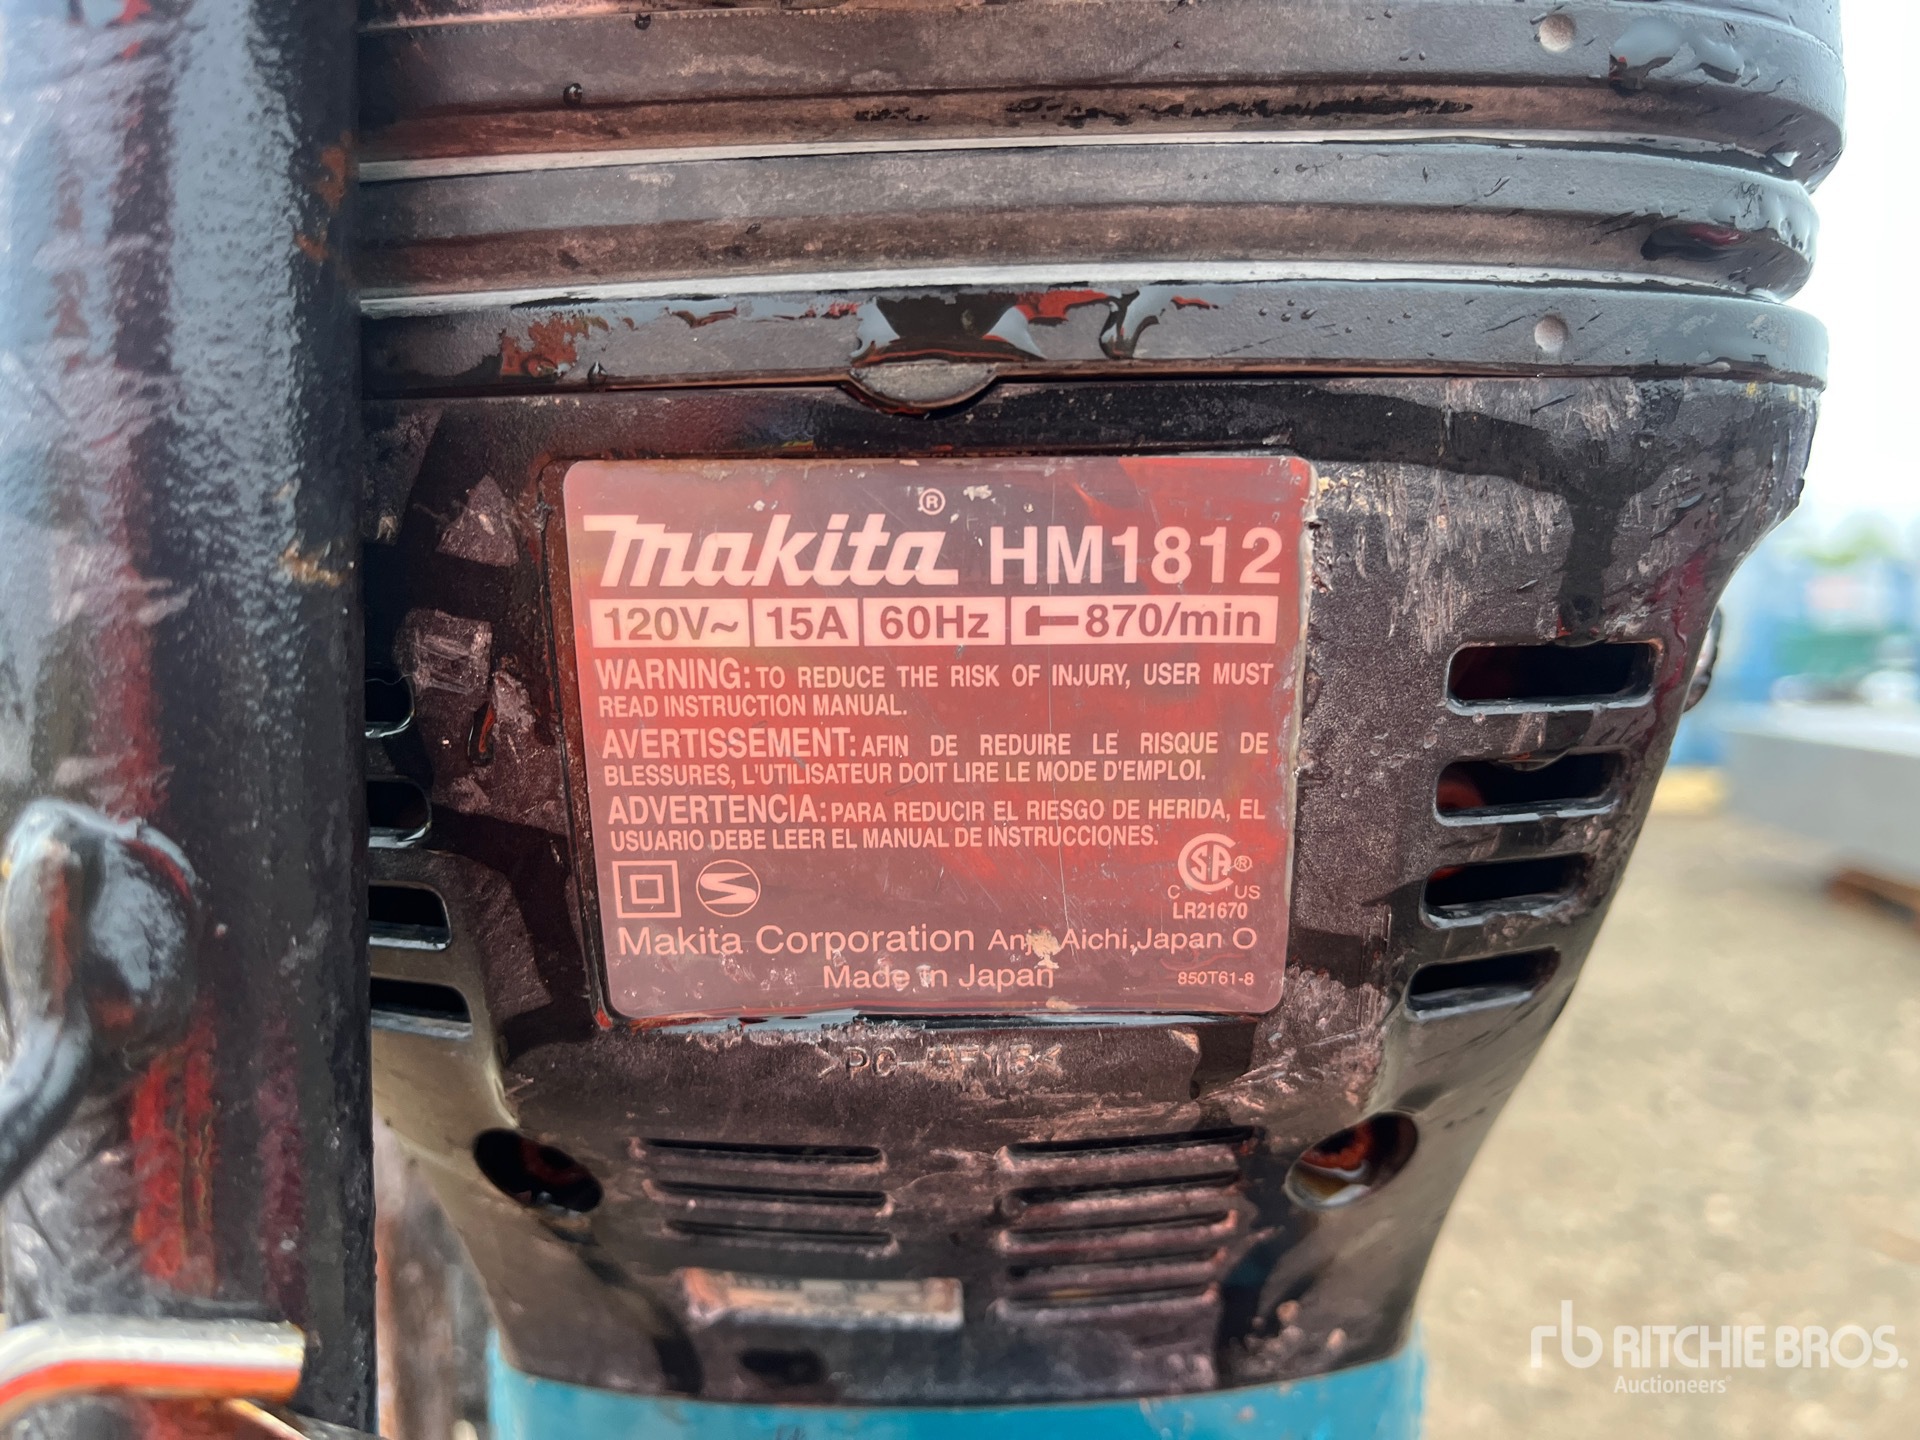 Makita® HM1812
120V~ 15A 60Hz 870/min
WARNING: TO REDUCE THE RISK OF INJURY, USER MUST
READ INSTRUCTION MANUAL.
AVERTISSEMENT: AFIN DE REDUIRE LE RISQUE DE
BLESSURES, L'UTILISATEUR DOIT LIRE LE MODE D'EMPLOI.
ADVERTENCIA: PARA REDUCIR EL RIESGO DE HERIDA, EL
USUARIO DEBE LEER EL MANUAL DE INSTRUCCIONES.
SA®
C US
LR21670
Makita Corporation Anjo, Aichi, Japan O
Made in Japan 850T61-8
rb RITCHIE BROS.
Auctioneers